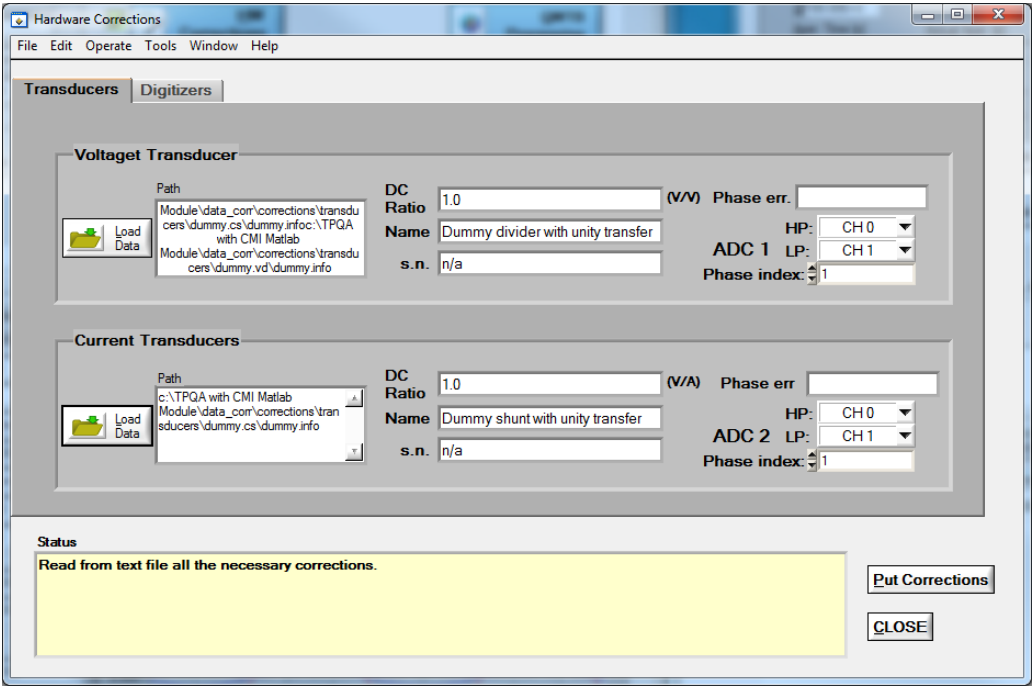 Hardware Corrections
File Edit Operate Tools Window Help
Transducers Digitizers
Voltaget Transducer
Path
Load
Data
Module\data_corr\corrections\transdu
cers\dummy.cs\dummy.infoc:\TPQA
with CMI Matlab
Module\data_corr\corrections\transdu
cers\dummy.vd\dummy.info
DC
Ratio
1.0
(V/V) Phase err.
Name Dummy divider with unity transfer
s.n. n/a
HP: CH 0
ADC 1 LP: CH 1
Phase index: 1
Current Transducers
Path
Load
Data
c:\TPQA with CMI Matlab
Module\data_corr\corrections\tran
sducers\dummy.cs\dummy.info
DC
Ratio
1.0
(V/A) Phase err
Name Dummy shunt with unity transfer
s.n. n/a
HP: CH 0
ADC 2 LP: CH 1
Phase index: 1
Status
Read from text file all the necessary corrections.
Put Corrections
CLOSE